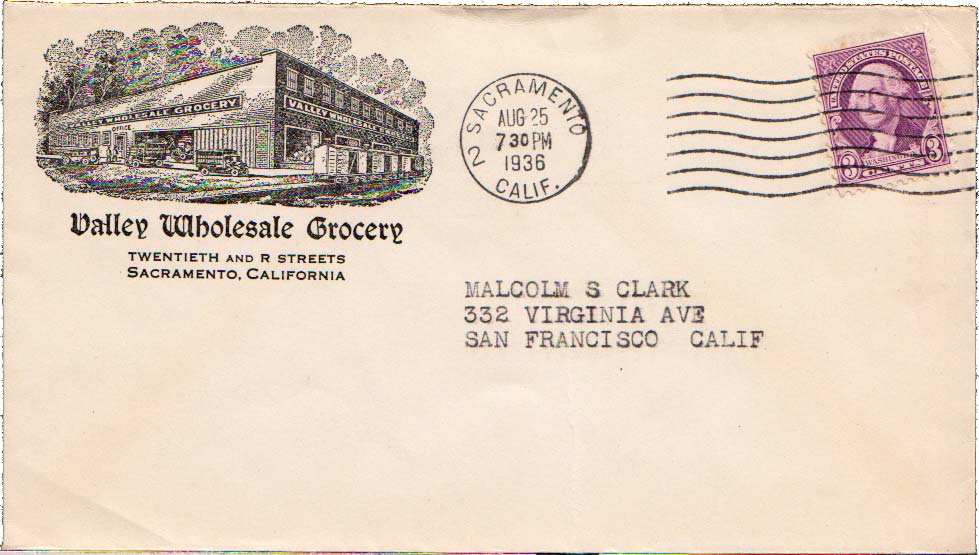 VALLEY WHOLESALE GROCERY
VALLEY WHOLESALE GROCERY
OFFICE
Valley Wholesale Grocery
TWENTIETH AND R STREETS
SACRAMENTO, CALIFORNIA
SACRAMENTO
AUG 25
7 30 PM
1936
CALIF.
2
UNITED STATES POSTAGE
WASHINGTON
3 3
MALCOLM S CLARK
332 VIRGINIA AVE
SAN FRANCISCO CALIF